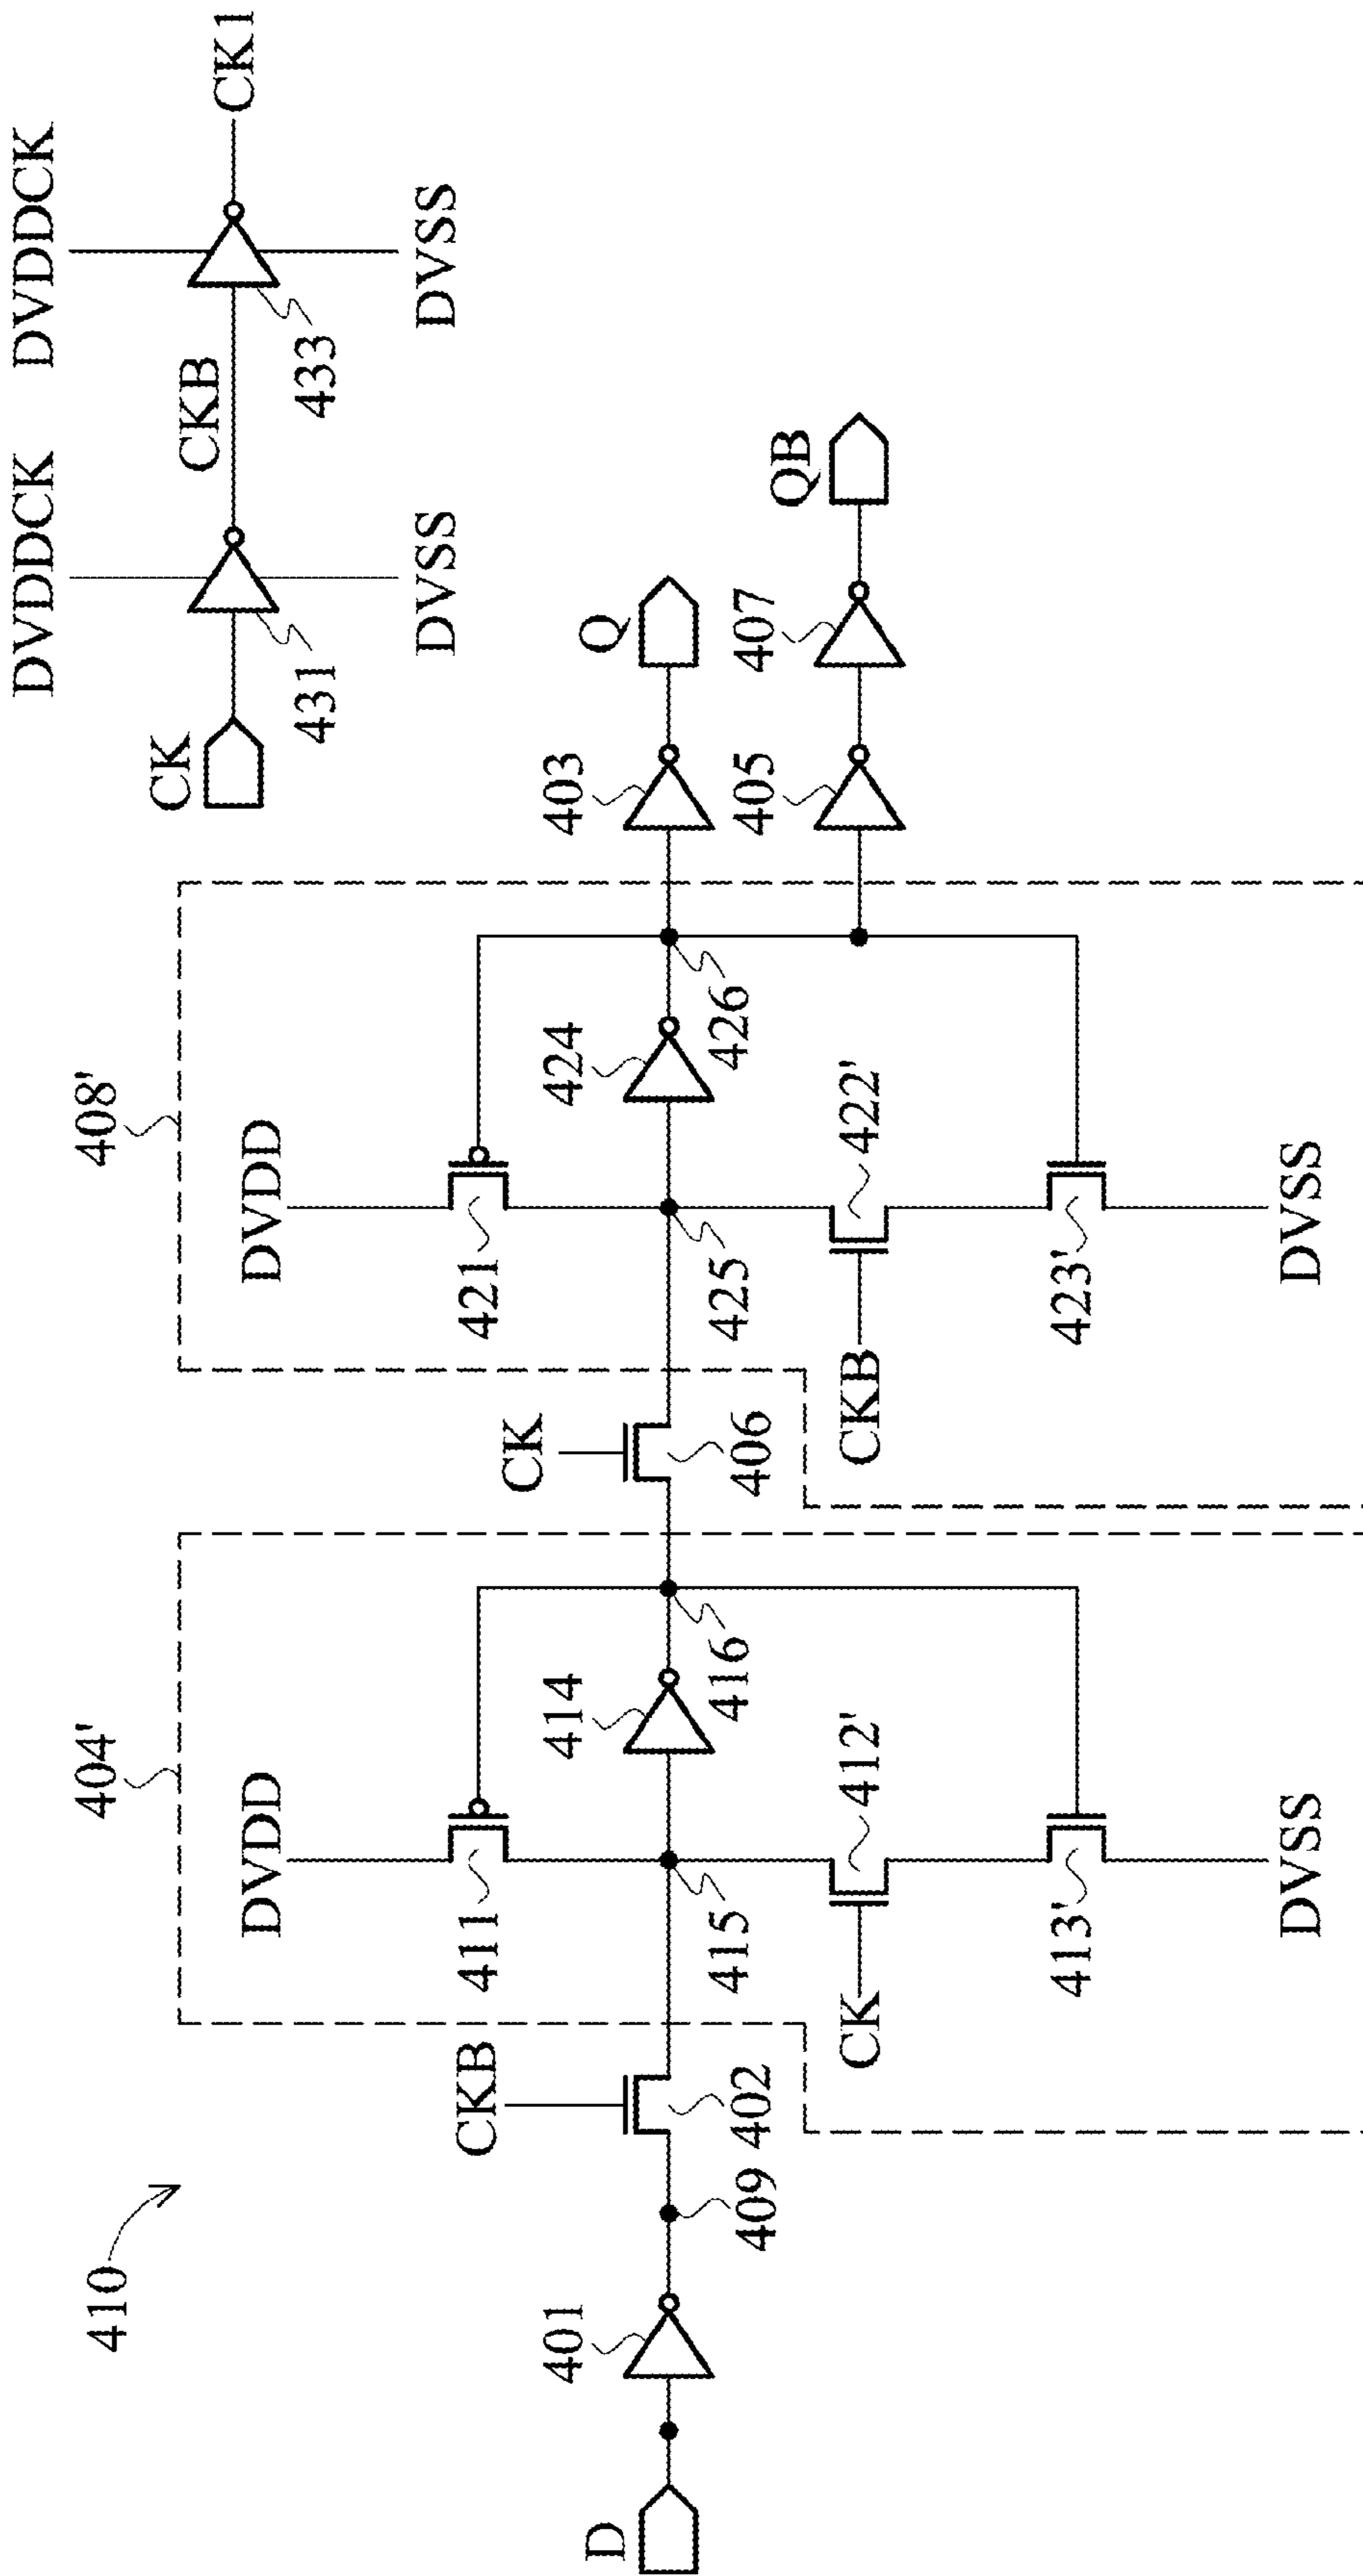 410
404'
408'
DVDD
DVDD
CK
DVDDCK
DVDDCK
CKB
CK1
431
433
DVSS
DVSS
D
401
409
CKB
402
411
415
414
416
CK
412'
413'
DVSS
CK
406
421
425
424
426
CKB
422'
423'
DVSS
403
Q
405
407
QB